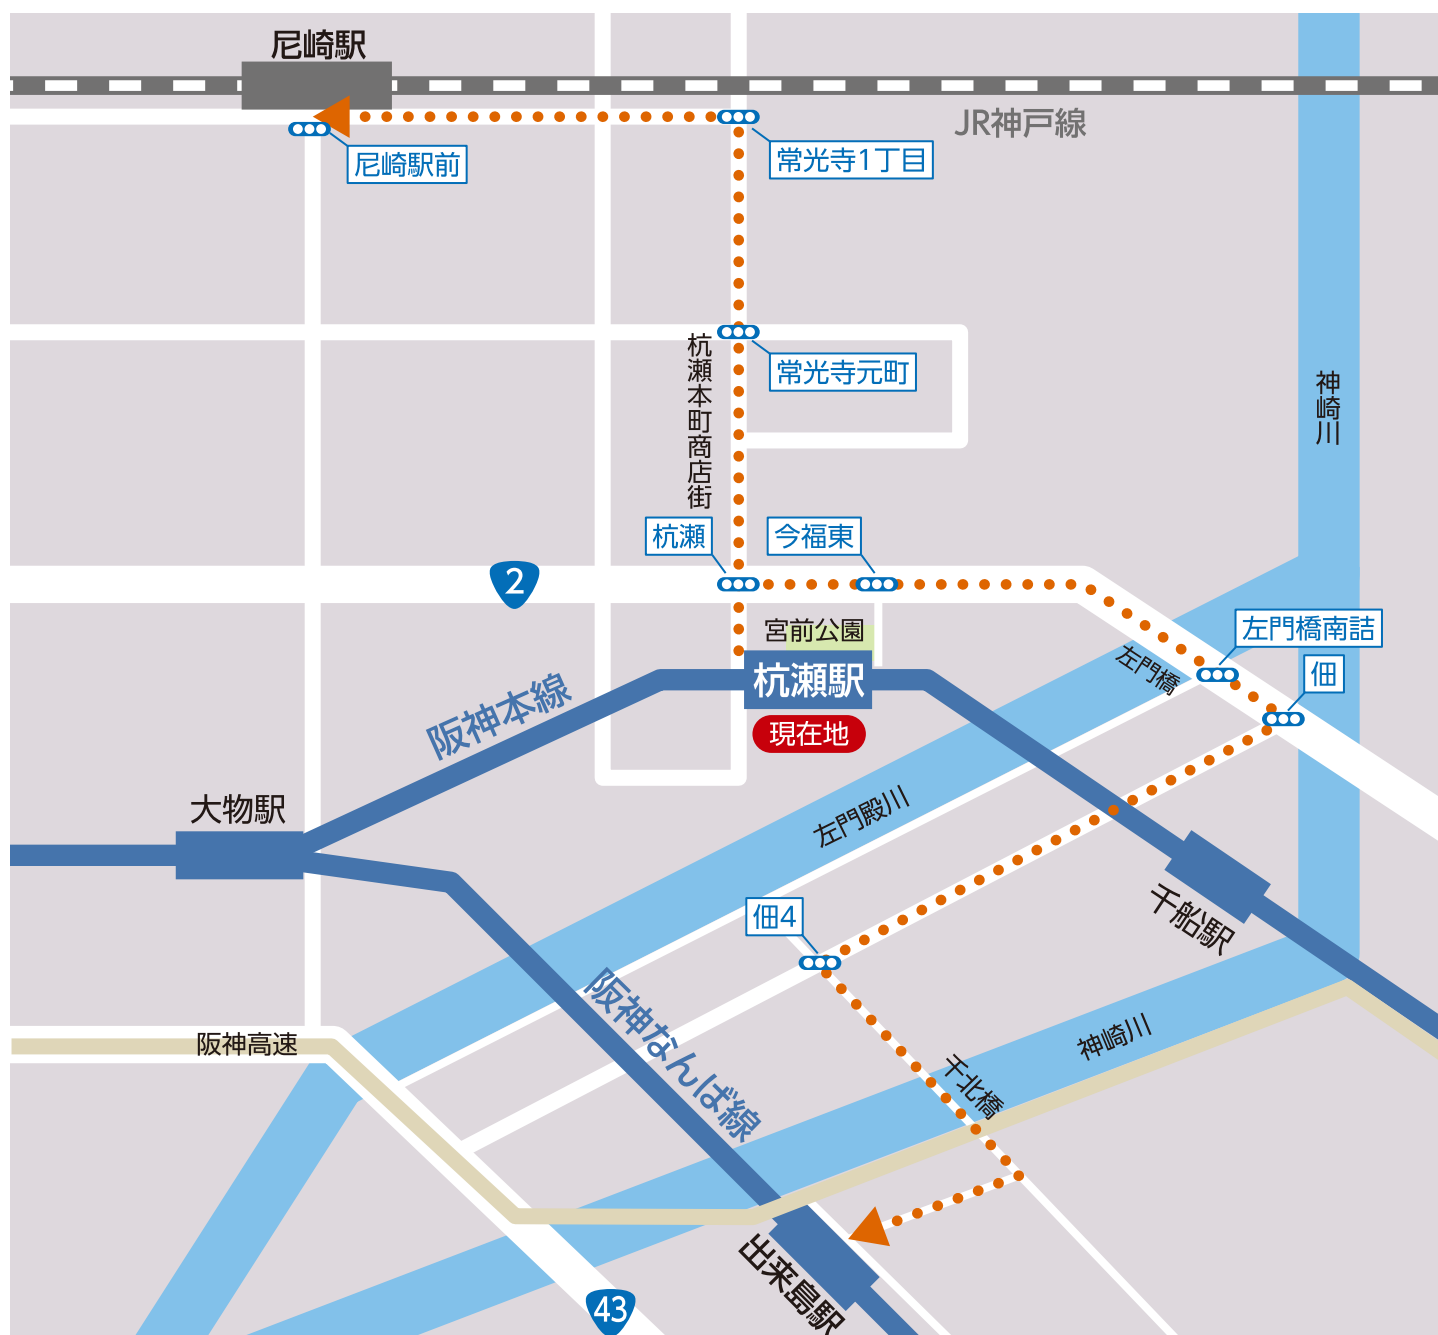 尼崎駅
JR神戸線
尼崎駅前
常光寺1丁目
常光寺元町
杭瀬本町商店街
神崎川
杭瀬
今福東
2
宮前公園
左門橋南詰
佃
左門橋
杭瀬駅
現在地
阪神本線
大物駅
左門殿川
千船駅
佃4
阪神なんば線
阪神高速
神崎川
千北橋
出来島駅
43